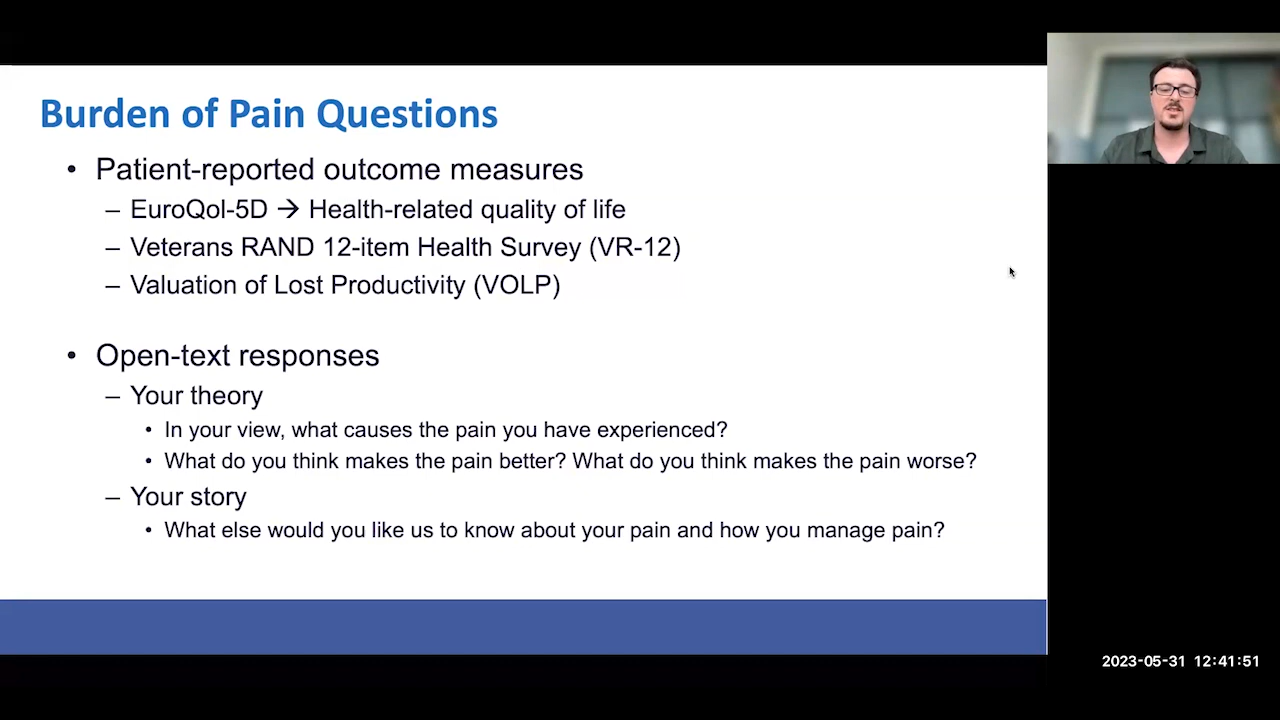 Burden of Pain Questions
• Patient-reported outcome measures
– EuroQol-5D → Health-related quality of life
– Veterans RAND 12-item Health Survey (VR-12)
– Valuation of Lost Productivity (VOLP)
• Open-text responses
– Your theory
• In your view, what causes the pain you have experienced?
• What do you think makes the pain better? What do you think makes the pain worse?
– Your story
• What else would you like us to know about your pain and how you manage pain?
2023-05-31 12:41:51